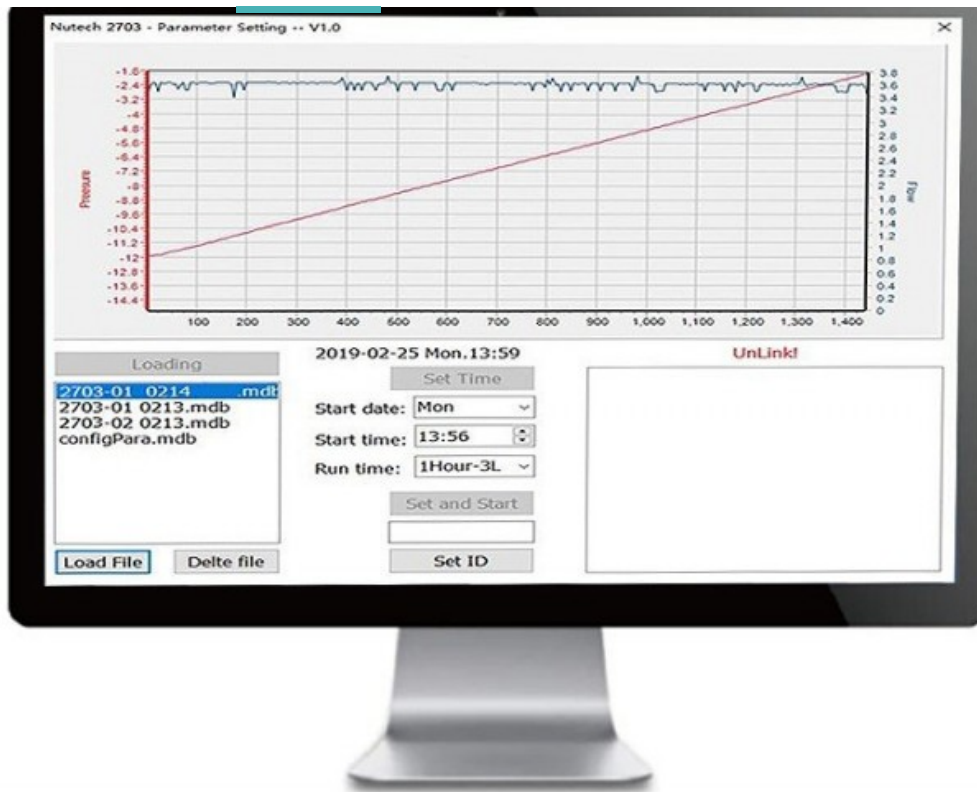 Nutech 2703 - Parameter Setting -- V1.0
-1.6
-2.4
-3.2
-4
-4.8
-5.6
-6.4
-7.2
-8
-8.8
-9.6
-10.4
-11.2
-12
-12.8
-13.6
-14.4
Preesure
3.8
3.6
3.4
3.2
3
2.8
2.6
2.4
2.2
2
1.8
1.6
1.4
1.2
1
0.8
0.6
0.4
0.2
0
Flow
100 200 300 400 500 600 700 800 900 1,000 1,100 1,200 1,300 1,400
Loading
2703-01 0214 .mdb
2703-01 0213.mdb
2703-02 0213.mdb
configPara.mdb
Load File Delte file
2019-02-25 Mon.13:59
Set Time
Start date: Mon
Start time: 13:56
Run time: 1Hour-3L
Set and Start
Set ID
UnLink!